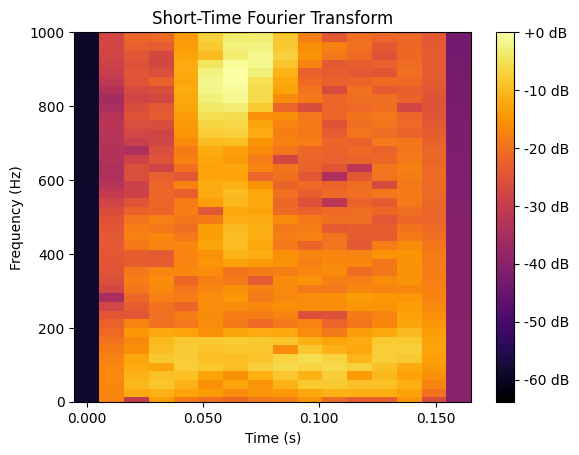 Short-Time Fourier Transform
1000
800
600
400
200
0
Frequency (Hz)
0.000
0.050
0.100
0.150
Time (s)
+0 dB
-10 dB
-20 dB
-30 dB
-40 dB
-50 dB
-60 dB